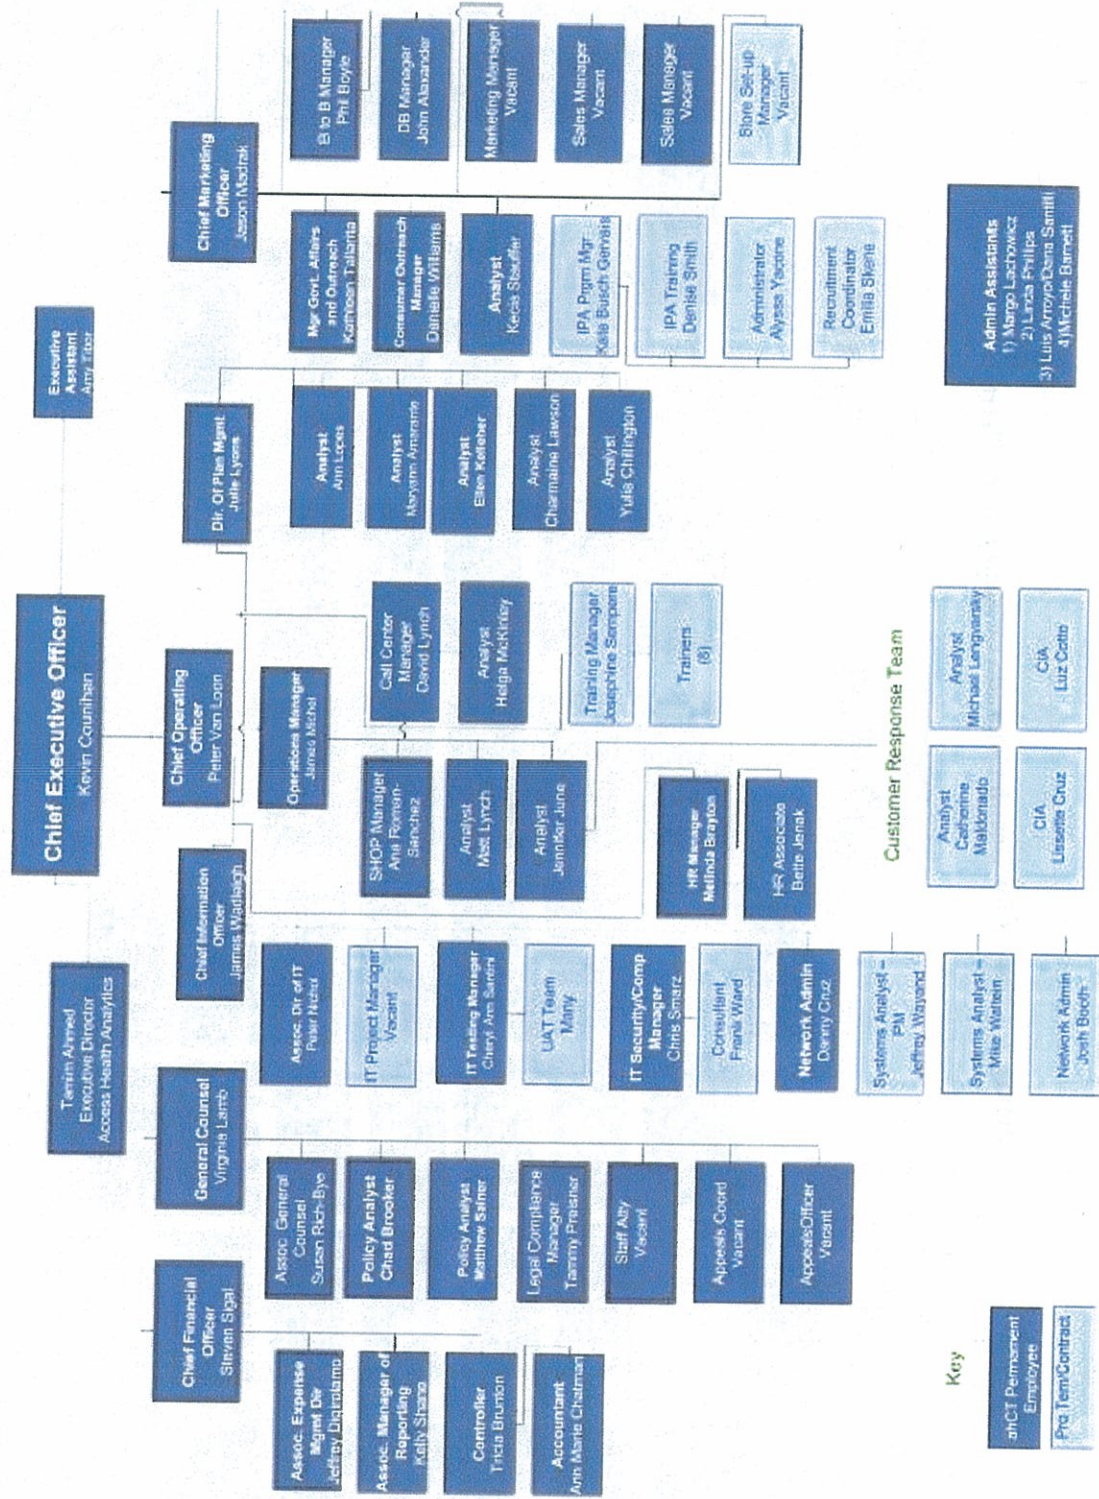 Chief Executive Officer
Kevin Counihan
Executive
Assistant
Tamim Ahmed
Executive Director
Access Health Analytics
Chief Financial
Officer
Steven Sigal
Assoc. Expense
Mgmt Dir
Assoc. Manager of
Reporting
Kelly Shano
Controller
Tricia Brunton
Accountant
Ann Marie Chatman
General Counsel
Virginia Lamb
Assoc General
Counsel
Susan Rich-Bye
Policy Analyst
Chad Brooker
Policy Analyst
Matthew Salner
Legal Compliance
Manager
Tammy Preisner
Staff Atty
Vacant
Appeals Coord
Vacant
AppealsOfficer
Vacant
Chief Information
Officer
James Wadleigh
Assoc. Dir of IT
Peter Nichol
IT Project Manager
Vacant
IT Testing Manager
Cheryl Ann Santini
UAT Team
Many
IT Security/Comp
Manager
Chris Smarz
Consultant
Frank Ward
Network Admin
Danny Cruz
Systems Analyst –
PM
Jeffrey Wayand
Systems Analyst –
Mike
Network Admin
Josh Booth
Chief Operating
Officer
Peter Van Loon
Operations Manager
James Michel
SHOP Manager
Ana Roman-
Sanchez
Analyst
Matt Lynch
Analyst
Jennifer June
Call Center
Manager
David Lynch
Analyst
Helga McKinley
Training Manager
Josephine Sempere
Trainers
HR Manager
Melinda Brayton
HR Associate
Bette Jenak
Customer Response Team
Analyst
Catherine
Maldonado
Analyst
Michael Lengvarsky
CIA
Lissette Cruz
CIA
Luz Cotto
Dir. Of Plan Mgmt.
Julie Lyons
Analyst
Ann Lopes
Analyst
Maryann Amarante
Analyst
Ellen Kelleher
Analyst
Charmaine Lawson
Analyst
Yulia Chillington
Chief Marketing
Officer
Jason Madrak
Mgr Govt. Affairs
and Outreach
Kathleen Tallarita
Consumer Outreach
Manager
Danielle Williams
Analyst
Kecia Stauffer
IPA Prgm Mgr
Kate Busch Gervais
IPA Training
Denise Smith
Administrator
Alyssa Yacone
Recruitment
Coordinator
Emilia Skene
B to B Manager
Phil Boyle
DB Manager
John Alexander
Marketing Manager
Vacant
Sales Manager
Vacant
Sales Manager
Vacant
Store Set-up
Manager
Vacant
Admin Assistants
1) Margo Lachowicz
2) Linda Phillips
3) Luis Arroyo/Dena Santilli
4)Michele Barnett
Key
ahCT Permament
Employee
Pro Tem/Contract